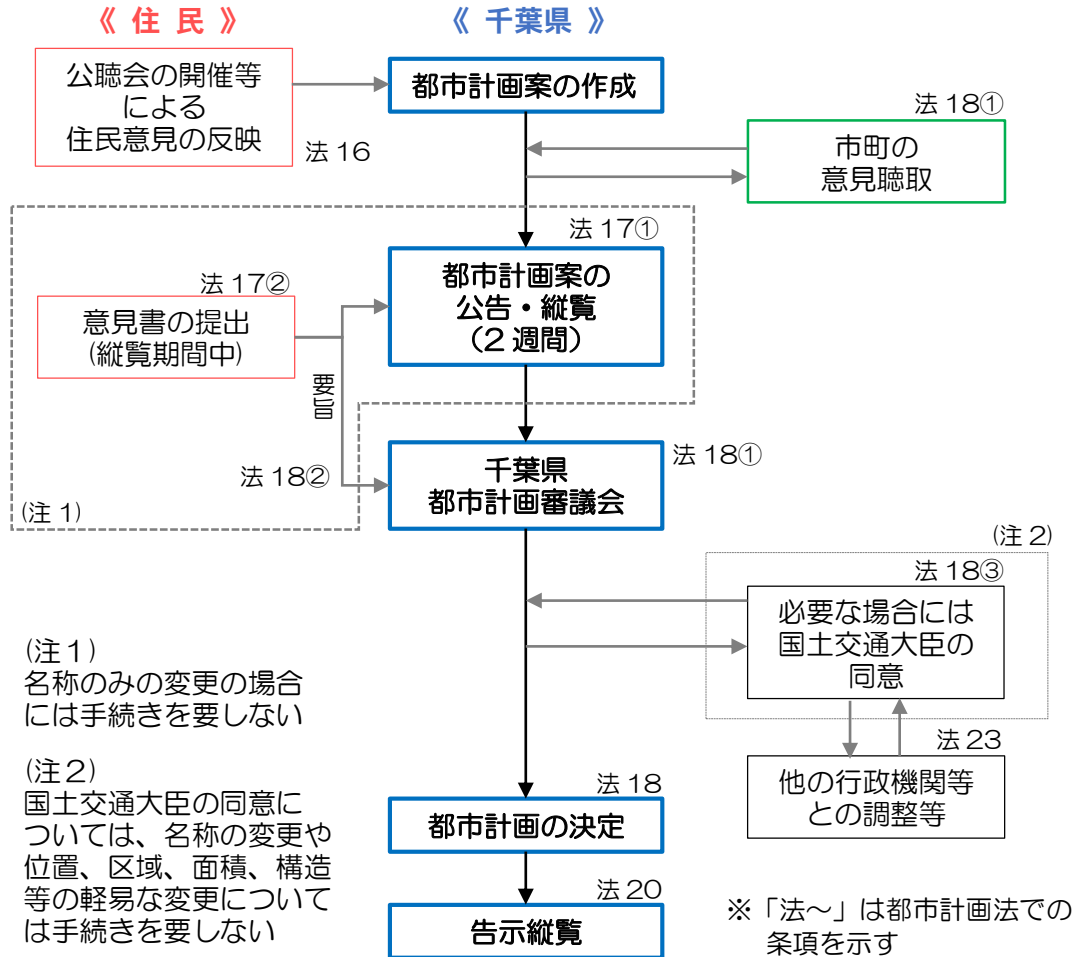 《 住 民 》
《 千葉県 》
公聴会の開催等
による
住民意見の反映
法 16
都市計画案の作成
法 18①
市町の
意見聴取
法 17①
都市計画案の
公告・縦覧
（2 週間）
法 17②
意見書の提出
(縦覧期間中)
要旨
法 18②
(注 1)
千葉県
都市計画審議会
法 18①
(注 2)
法 18③
必要な場合には
国土交通大臣の
同意
法 23
他の行政機関等
との調整等
(注 1)
名称のみの変更の場合
には手続きを要しない
(注 2)
国土交通大臣の同意に
ついては、名称の変更や
位置、区域、面積、構造
等の軽易な変更について
は手続きを要しない
法 18
都市計画の決定
法 20
告示縦覧
※「法～」は都市計画法での
条項を示す